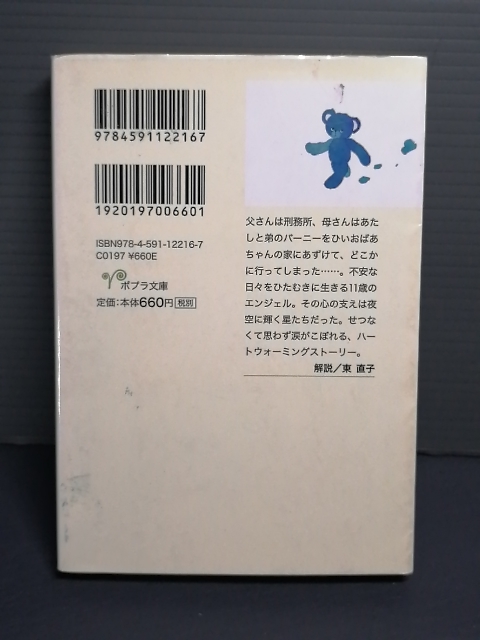 9784591122167
1920197006601
ISBN978-4-591-12216-7
C0197 ¥660E
ポプラ文庫
定価:本体660円 税別
父さんは刑務所、母さんはあた
しと弟のバーニーをひいおばあ
ちゃんの家にあずけて、どこか
に行ってしまった……。不安な
日々をひたむきに生きる11歳の
エンジェル。その心の支えは夜
空に輝く星たちだった。せつな
くて思わず涙がこぼれる、ハー
トウォーミングストーリー。
解説/東 直子